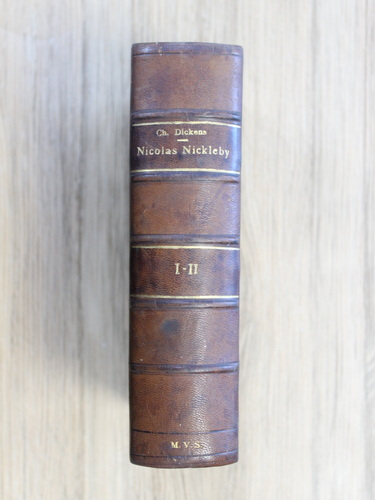 Ch. Dickens
Nicolas Nickleby
I-II
M. V. S.